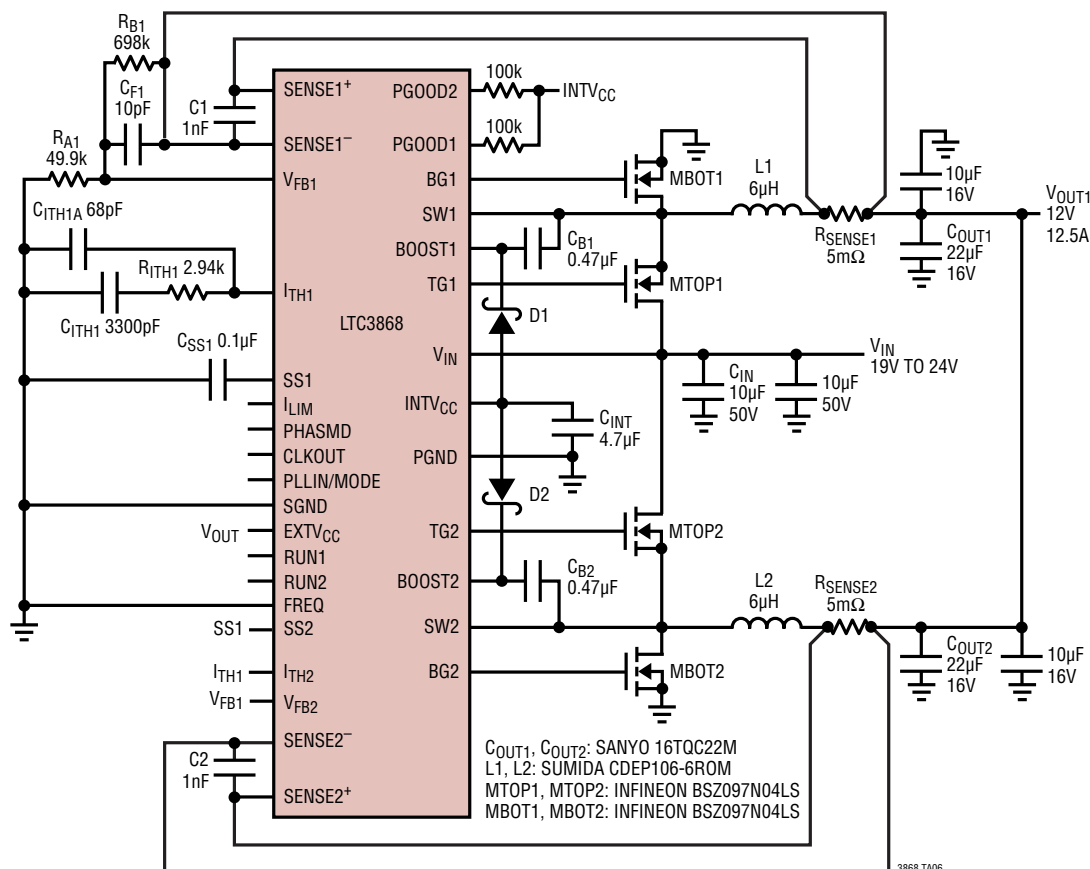 RB1
698k
CF1
10pF
RA1
49.9k
C1
1nF
CITH1A 68pF
RITH1 2.94k
CITH1 3300pF
CSS1 0.1µF
VOUT
SS1
ITH1
VFB1
C2
1nF
SENSE1+
SENSE1−
VFB1
ITH1
LTC3868
SS1
ILIM
PHASMD
CLKOUT
PLLIN/MODE
SGND
EXTVCC
RUN1
RUN2
FREQ
SS2
ITH2
VFB2
SENSE2−
SENSE2+
PGOOD2
PGOOD1
BG1
SW1
BOOST1
TG1
VIN
INTVCC
PGND
TG2
BOOST2
SW2
BG2
100k
INTVCC
100k
MBOT1
CB1
0.47µF
MTOP1
D1
L1
6µH
RSENSE1
5mΩ
10µF
16V
COUT1
22µF
16V
VOUT1
12V
12.5A
VIN
19V TO 24V
CIN
10µF
50V
10µF
50V
CINT
4.7µF
D2
MTOP2
CB2
0.47µF
L2
6µH
RSENSE2
5mΩ
MBOT2
COUT2
22µF
16V
10µF
16V
COUT1, COUT2: SANYO 16TQC22M
L1, L2: SUMIDA CDEP106-6ROM
MTOP1, MTOP2: INFINEON BSZ097N04LS
MBOT1, MBOT2: INFINEON BSZ097N04LS
3868 TA06